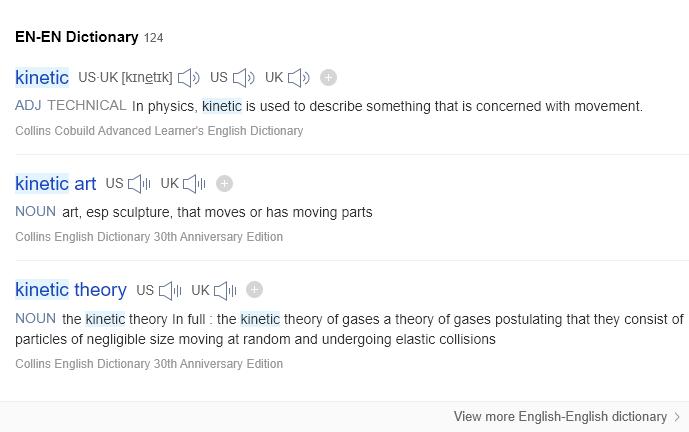 EN-EN Dictionary 124
kinetic US·UK [kɪnetɪk] US UK
ADJ TECHNICAL In physics, kinetic is used to describe something that is concerned with movement.
Collins Cobuild Advanced Learner's English Dictionary
kinetic art US UK
NOUN art, esp sculpture, that moves or has moving parts
Collins English Dictionary 30th Anniversary Edition
kinetic theory US UK
NOUN the kinetic theory In full : the kinetic theory of gases a theory of gases postulating that they consist of
particles of negligible size moving at random and undergoing elastic collisions
Collins English Dictionary 30th Anniversary Edition
View more English-English dictionary